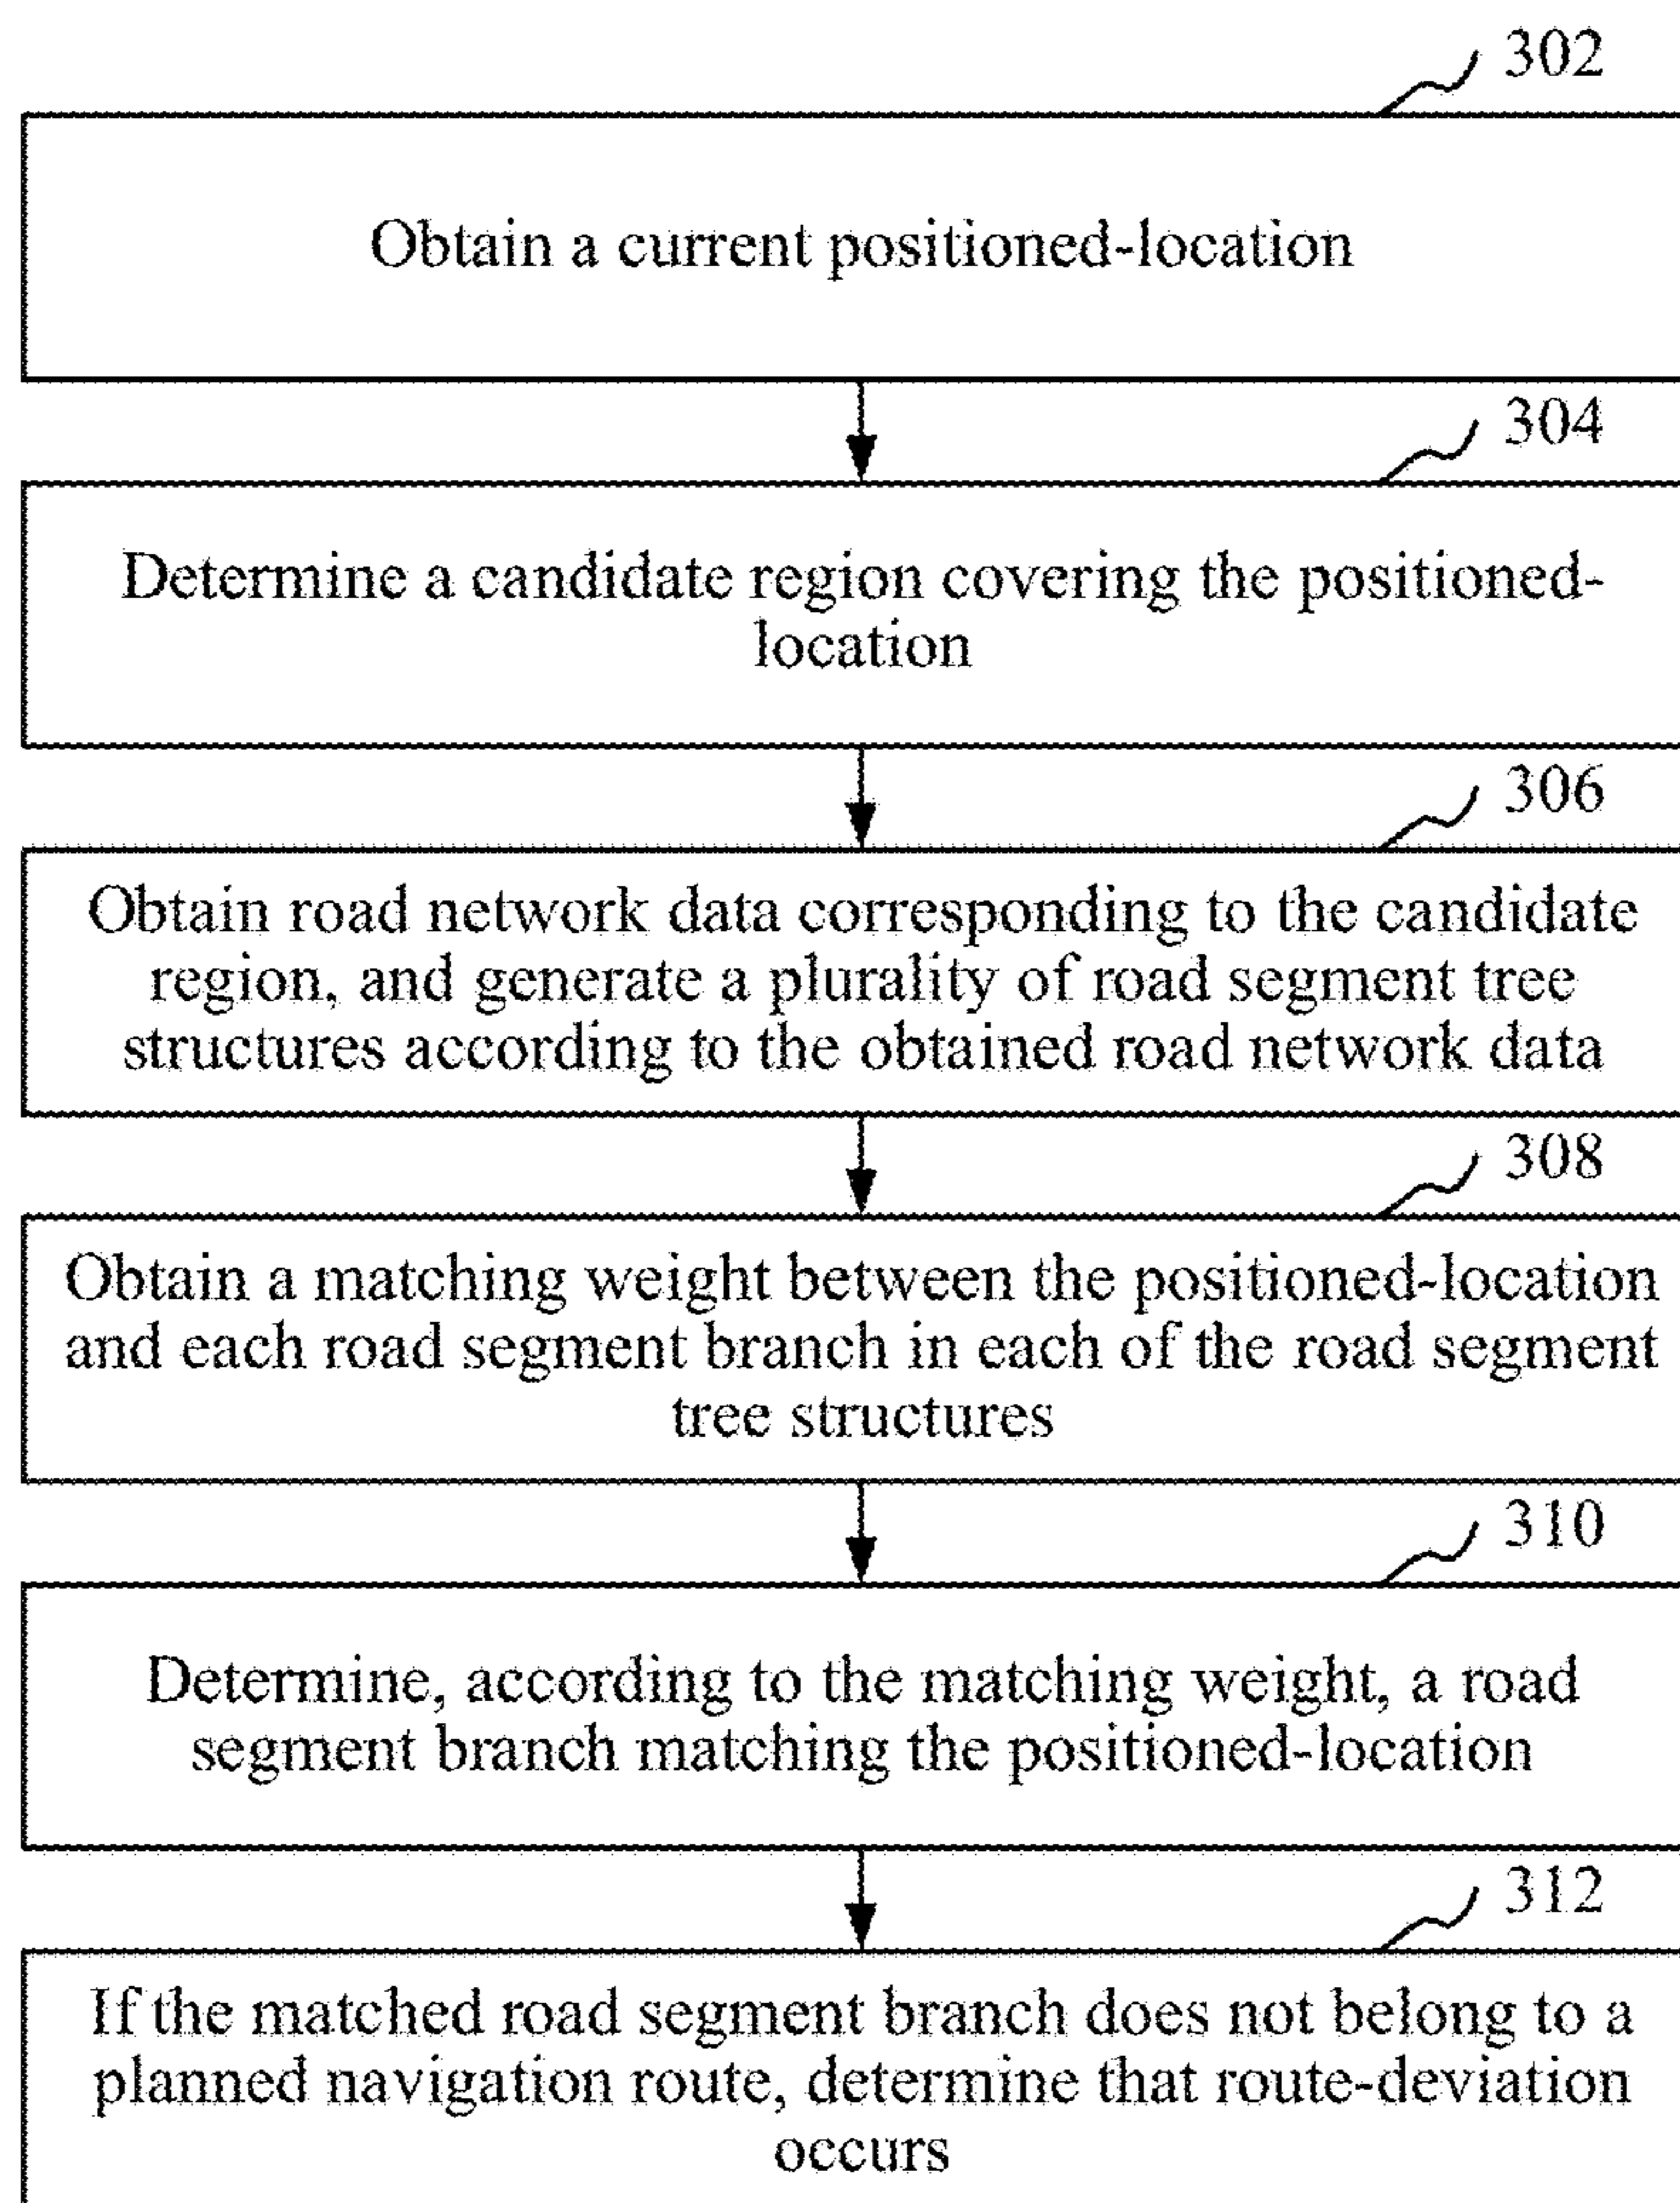 302
Obtain a current positioned-location
304
Determine a candidate region covering the positioned-
location
306
Obtain road network data corresponding to the candidate
region, and generate a plurality of road segment tree
structures according to the obtained road network data
308
Obtain a matching weight between the positioned-location
and each road segment branch in each of the road segment
tree structures
310
Determine, according to the matching weight, a road
segment branch matching the positioned-location
312
If the matched road segment branch does not belong to a
planned navigation route, determine that route-deviation
occurs